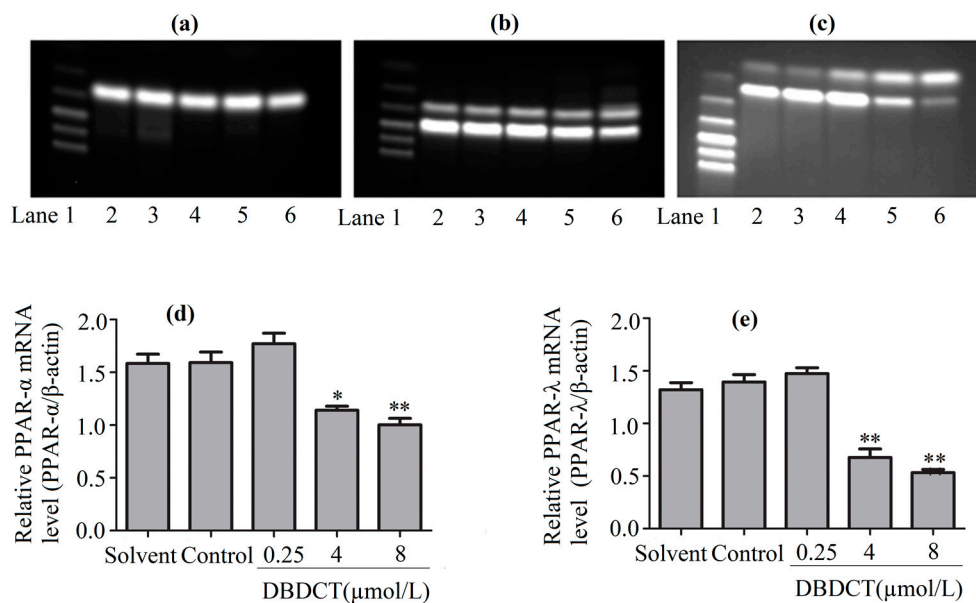 (a)
(b)
(c)
Lane 1 2 3 4 5 6
Lane 1 2 3 4 5 6
Lane 1 2 3 4 5 6
(d)
Relative PPAR-α mRNA
level (PPAR-α/β-actin)
2.0
1.5
1.0
0.5
0.0
*
**
Solvent Control 0.25 4 8
DBDCT(μmol/L)
(e)
Relative PPAR-λ mRNA
level (PPAR-λ/β-actin)
2.0
1.5
1.0
0.5
0.0
**
**
Solvent Control 0.25 4 8
DBDCT(μmol/L)